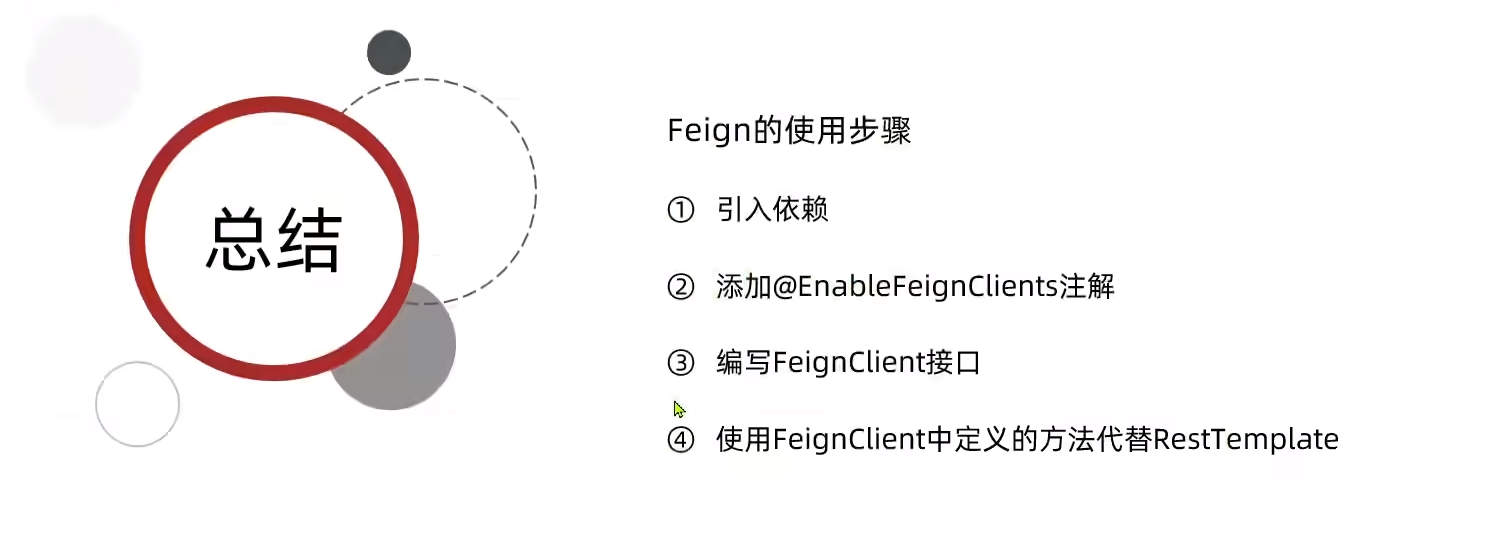 总结
Feign的使用步骤
① 引入依赖
② 添加@EnableFeignClients注解
③ 编写FeignClient接口
④ 使用FeignClient中定义的方法代替RestTemplate